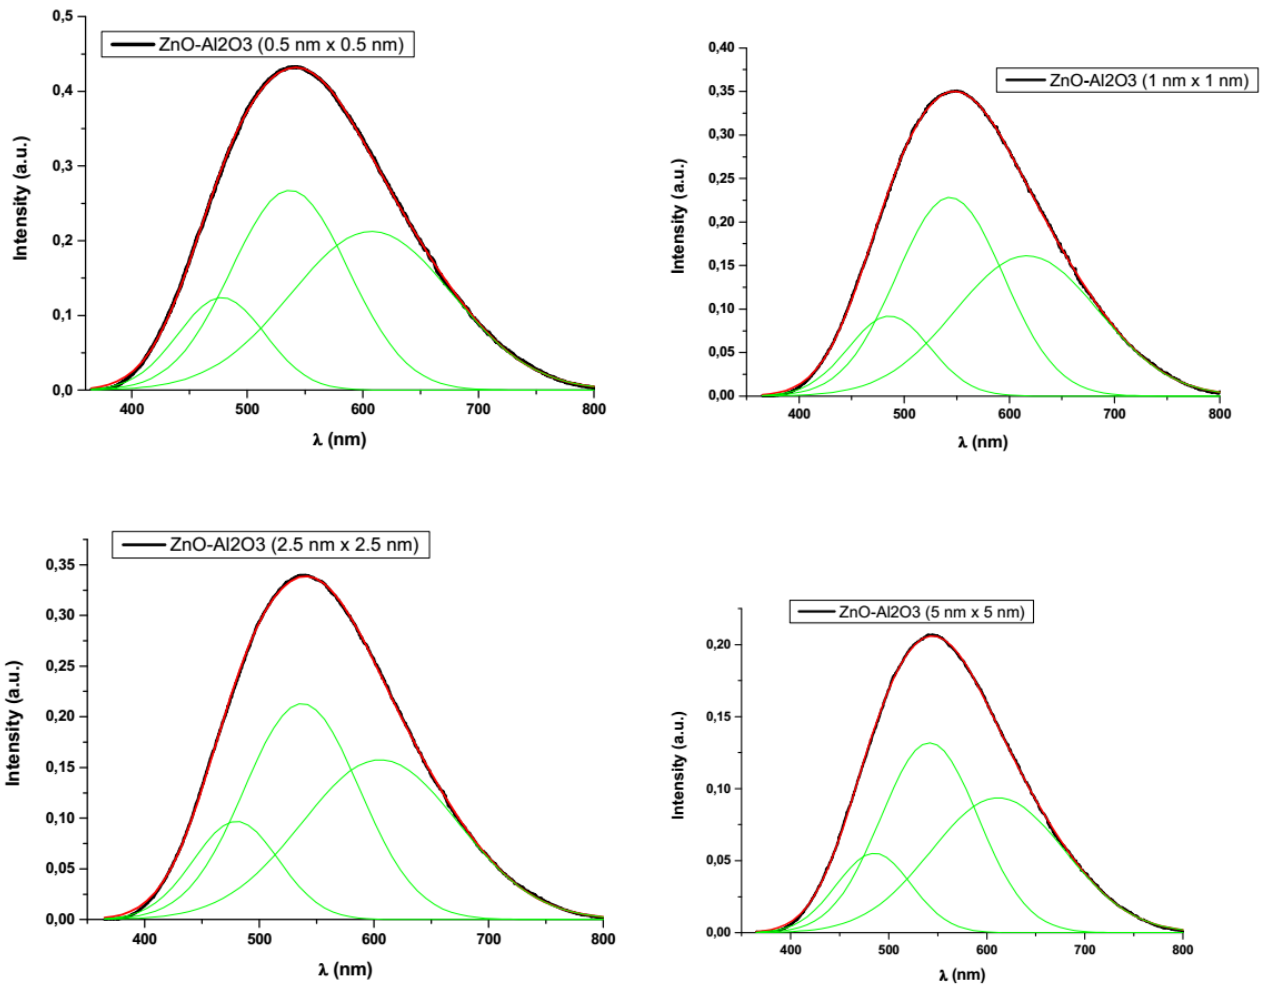 0,5
ZnO-Al2O3 (0.5 nm x 0.5 nm)
0,4
0,3
0,2
0,1
0,0
Intensity (a.u.)
400 500 600 700 800
λ (nm)
0,40
ZnO-Al2O3 (1 nm x 1 nm)
0,35
0,30
0,25
0,20
0,15
0,10
0,05
0,00
Intensity (a.u.)
400 500 600 700 800
λ (nm)
ZnO-Al2O3 (2.5 nm x 2.5 nm)
0,35
0,30
0,25
0,20
0,15
0,10
0,05
0,00
Intensity (a.u.)
400 500 600 700 800
λ (nm)
ZnO-Al2O3 (5 nm x 5 nm)
0,20
0,15
0,10
0,05
0,00
Intensity (a.u.)
400 500 600 700 800
λ (nm)